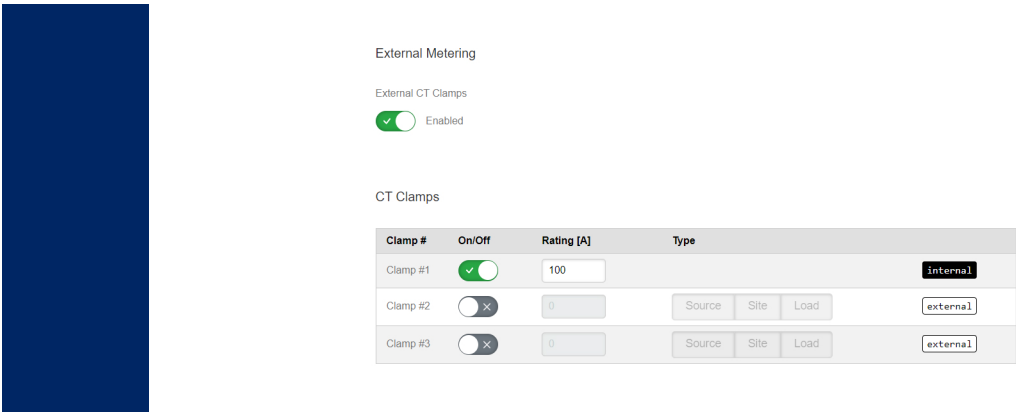 External Metering
External CT Clamps
Enabled
CT Clamps
Clamp # On/Off Rating [A] Type
Clamp #1 100 internal
Clamp #2 0 Source Site Load external
Clamp #3 0 Source Site Load external